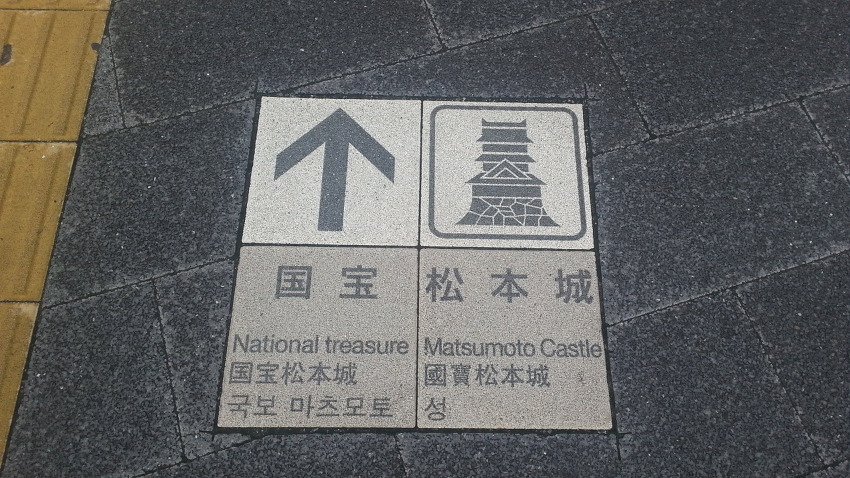 国宝 松本城
National treasure Matsumoto Castle
国宝松本城 國寶松本城
국보 마츠모토 성